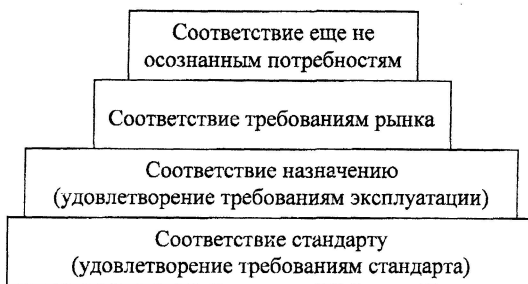 Соответствие еще не
осознанным потребностям
Соответствие требованиям рынка
Соответствие назначению
(удовлетворение требованиям эксплуатации)
Соответствие стандарту
(удовлетворение требованиям стандарта)